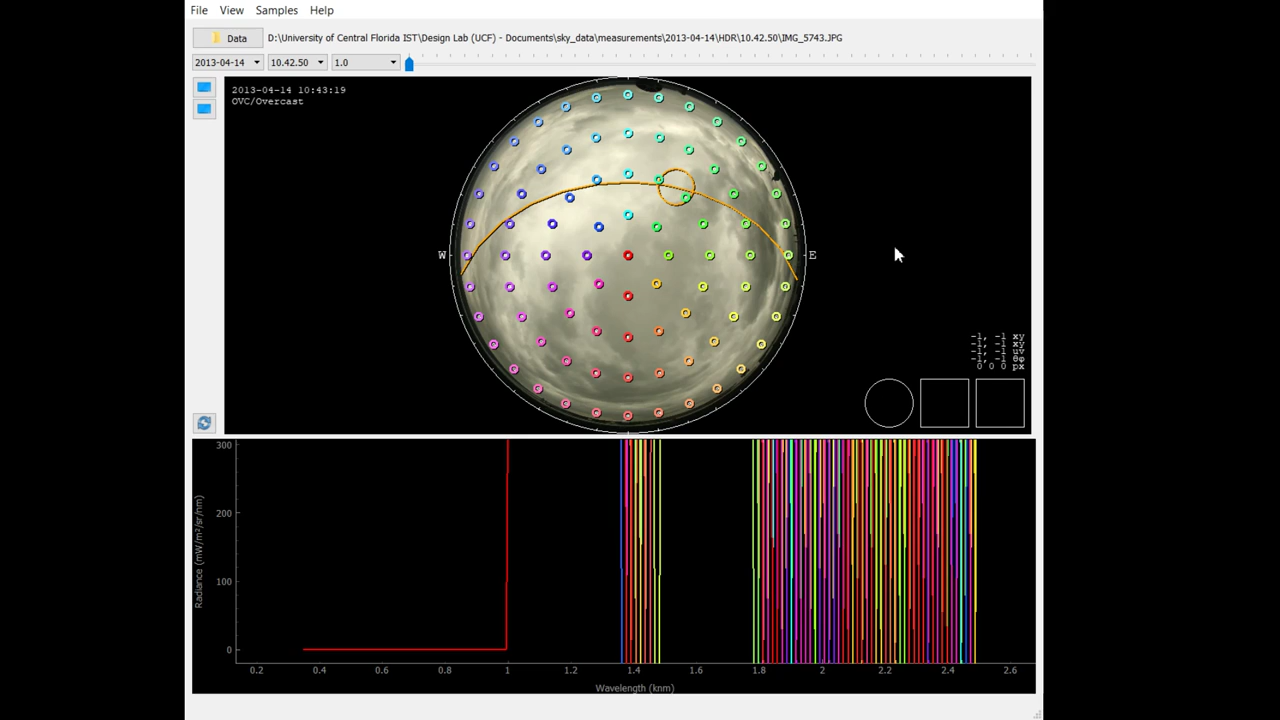 File View Samples Help
Data D:\University of Central Florida IST\Design Lab (UCF) - Documents\sky_data\measurements\2013-04-14\HDR\10.42.50\IMG_5743.JPG
2013-04-14 10.42.50 1.0
2013-04-14 10:43:19
OVC/Overcast
W E
-1, -1 xy
-1, -1 xy
-1, -1 uv
-1, -1 θφ
0 0 0 px
300
200
100
0
Radiance (mW/m²/sr/nm)
0.2 0.4 0.6 0.8 1 1.2 1.4 1.6 1.8 2 2.2 2.4 2.6
Wavelength (knm)